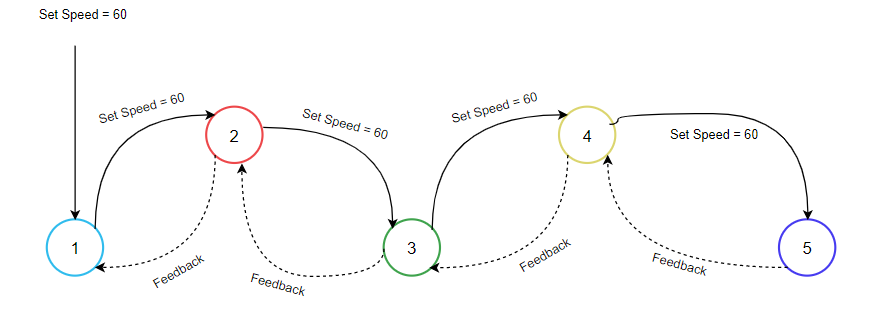 Set Speed = 60
Set Speed = 60
Set Speed = 60
Set Speed = 60
Set Speed = 60
1
2
3
4
5
Feedback
Feedback
Feedback
Feedback